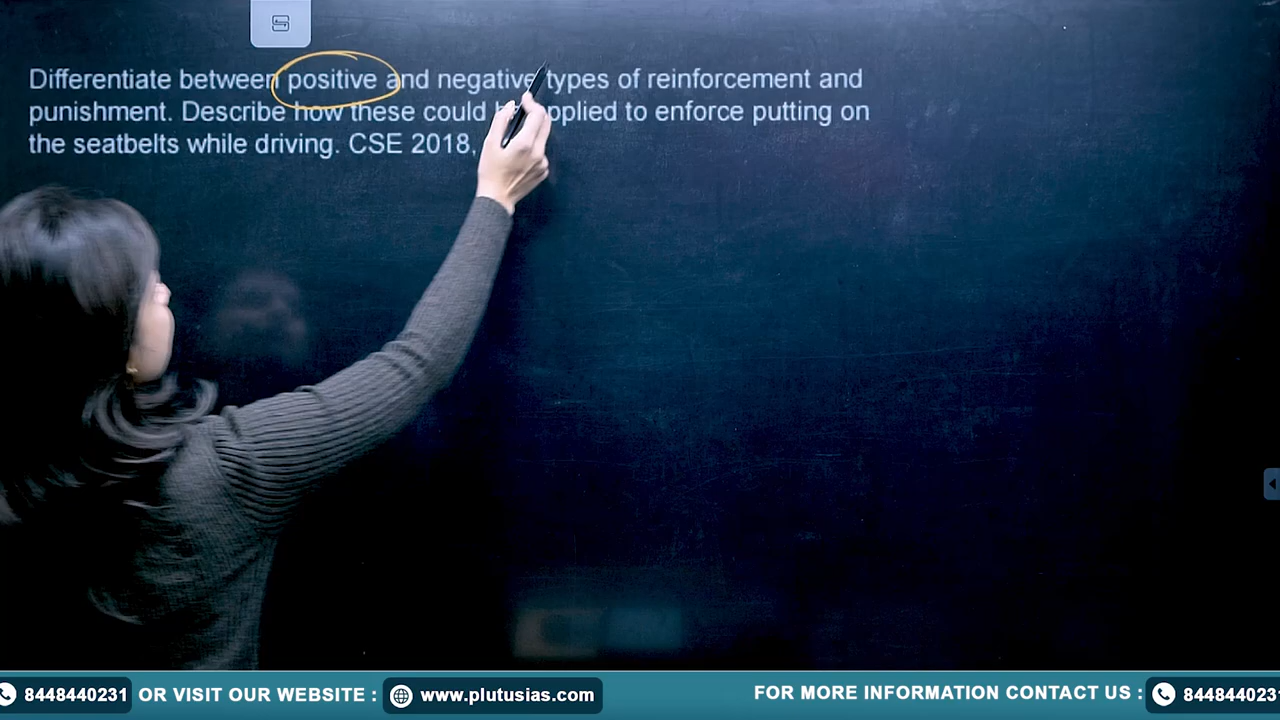 Differentiate between positive and negative types of reinforcement and
punishment. Describe how these could applied to enforce putting on
the seatbelts while driving. CSE 2018,
8448440231 OR VISIT OUR WEBSITE : www.plutusias.com FOR MORE INFORMATION CONTACT US : 844844023